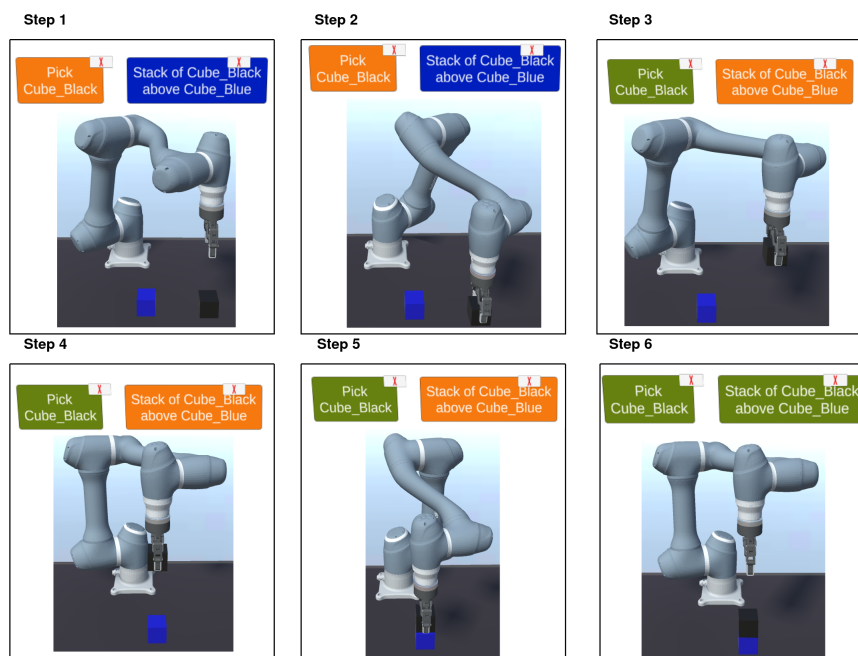 Step 1
Step 2
Step 3
Pick
Cube_Black
X
Stack of Cube_Black
above Cube_Blue
X
Pick
Cube_Black
X
Stack of Cube_Black
above Cube_Blue
X
Pick
Cube_Black
X
Stack of Cube_Black
above Cube_Blue
X
Step 4
Step 5
Step 6
Pick
Cube_Black
X
Stack of Cube_Black
above Cube_Blue
X
Pick
Cube_Black
X
Stack of Cube_Black
above Cube_Blue
X
Pick
Cube_Black
X
Stack of Cube_Black
above Cube_Blue
X